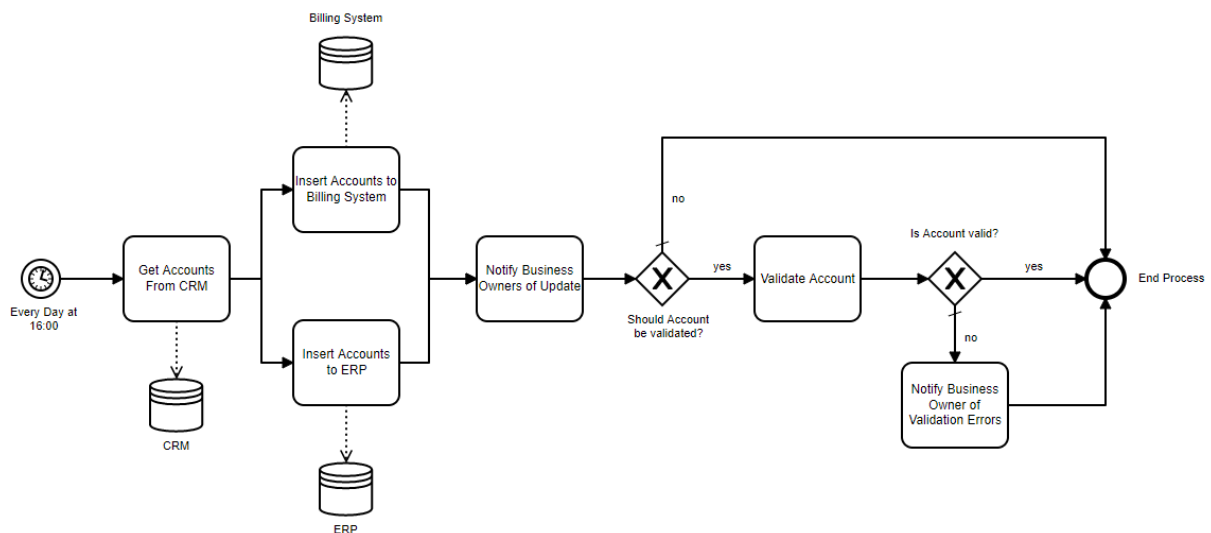 Billing System
Insert Accounts to
Billing System
no
Is Account valid?
Get Accounts
From CRM
Notify Business
Owners of Update
X
yes
Validate Account
X
yes
End Process
Every Day at
16:00
Should Account
be validated?
no
Insert Accounts
to ERP
Notify Business
Owner of
Validation Errors
CRM
ERP